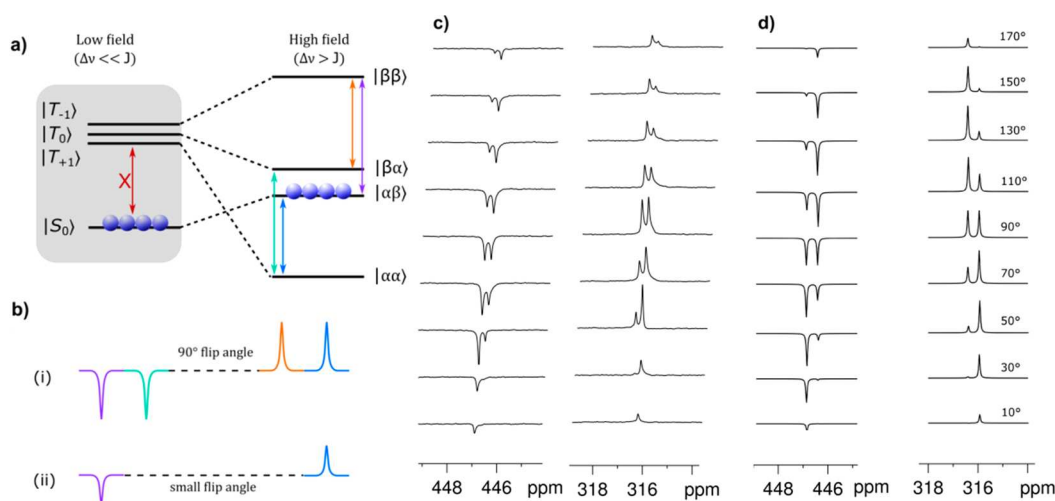 a)
Low field
(Δν << J)
High field
(Δν > J)
|ββ⟩
|T₋₁⟩
|T₀⟩
|T₊₁⟩
X
|βα⟩
|αβ⟩
|S₀⟩
|αα⟩
b)
(i)
90° flip angle
(ii)
small flip angle
c)
448 446 ppm
318 316 ppm
d)
170°
150°
130°
110°
90°
70°
50°
30°
10°
448 446 ppm
318 316 ppm